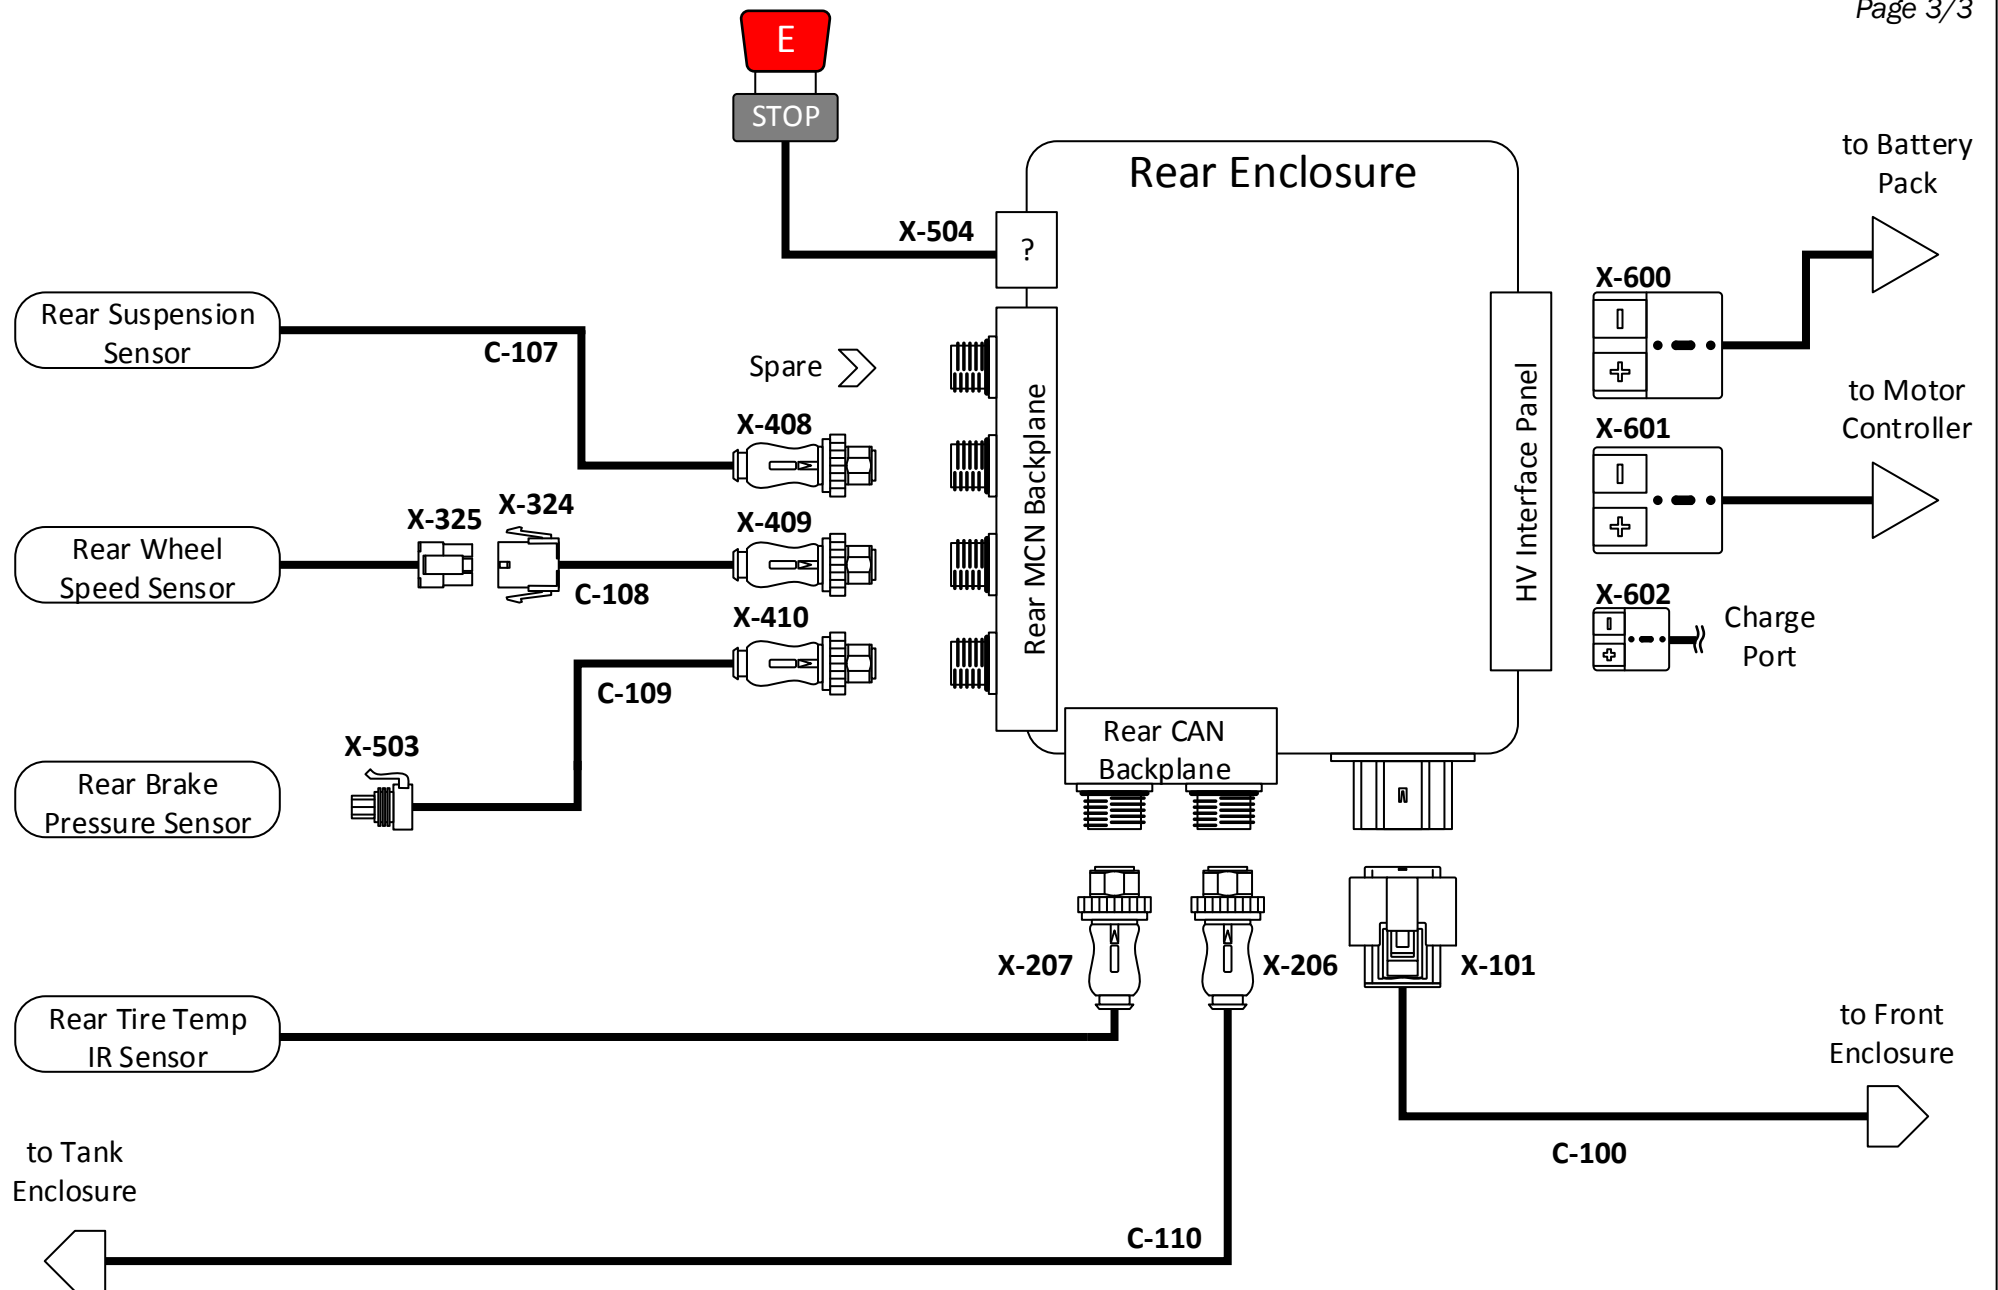 Page 3/3
E
STOP
Rear Enclosure
to Battery
Pack
X-504
?
X-600
Rear Suspension
Sensor
C-107
Spare
X-408
Rear MCN Backplane
HV Interface Panel
to Motor
Controller
X-601
X-325
X-324
X-409
Rear Wheel
Speed Sensor
C-108
X-410
X-602
Charge
Port
C-109
X-503
Rear Brake
Pressure Sensor
Rear CAN
Backplane
X-207
X-206
X-101
Rear Tire Temp
IR Sensor
to Front
Enclosure
C-100
to Tank
Enclosure
C-110